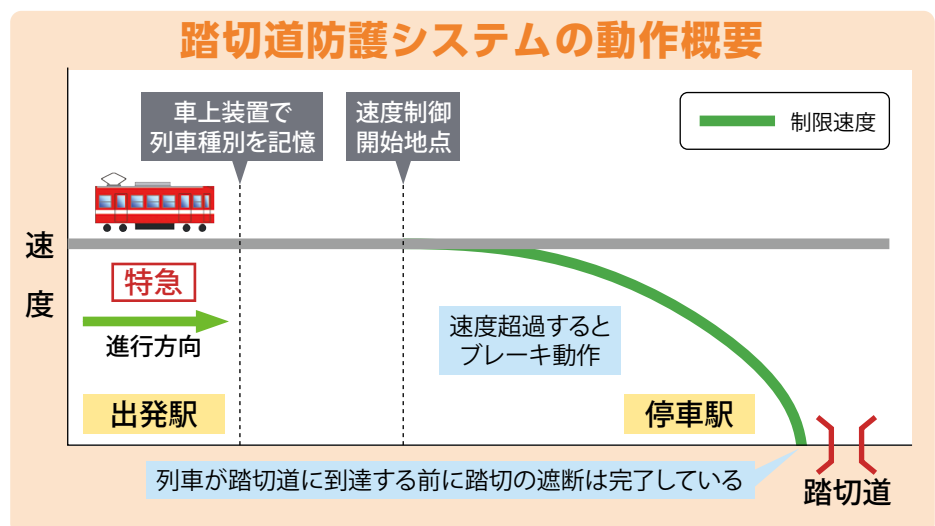 踏切道防護システムの動作概要
車上装置で
列車種別を記憶
速度制御
開始地点
制限速度
速度
特急
進行方向
速度超過すると
ブレーキ動作
出発駅
停車駅
列車が踏切道に到達する前に踏切の遮断は完了している
踏切道